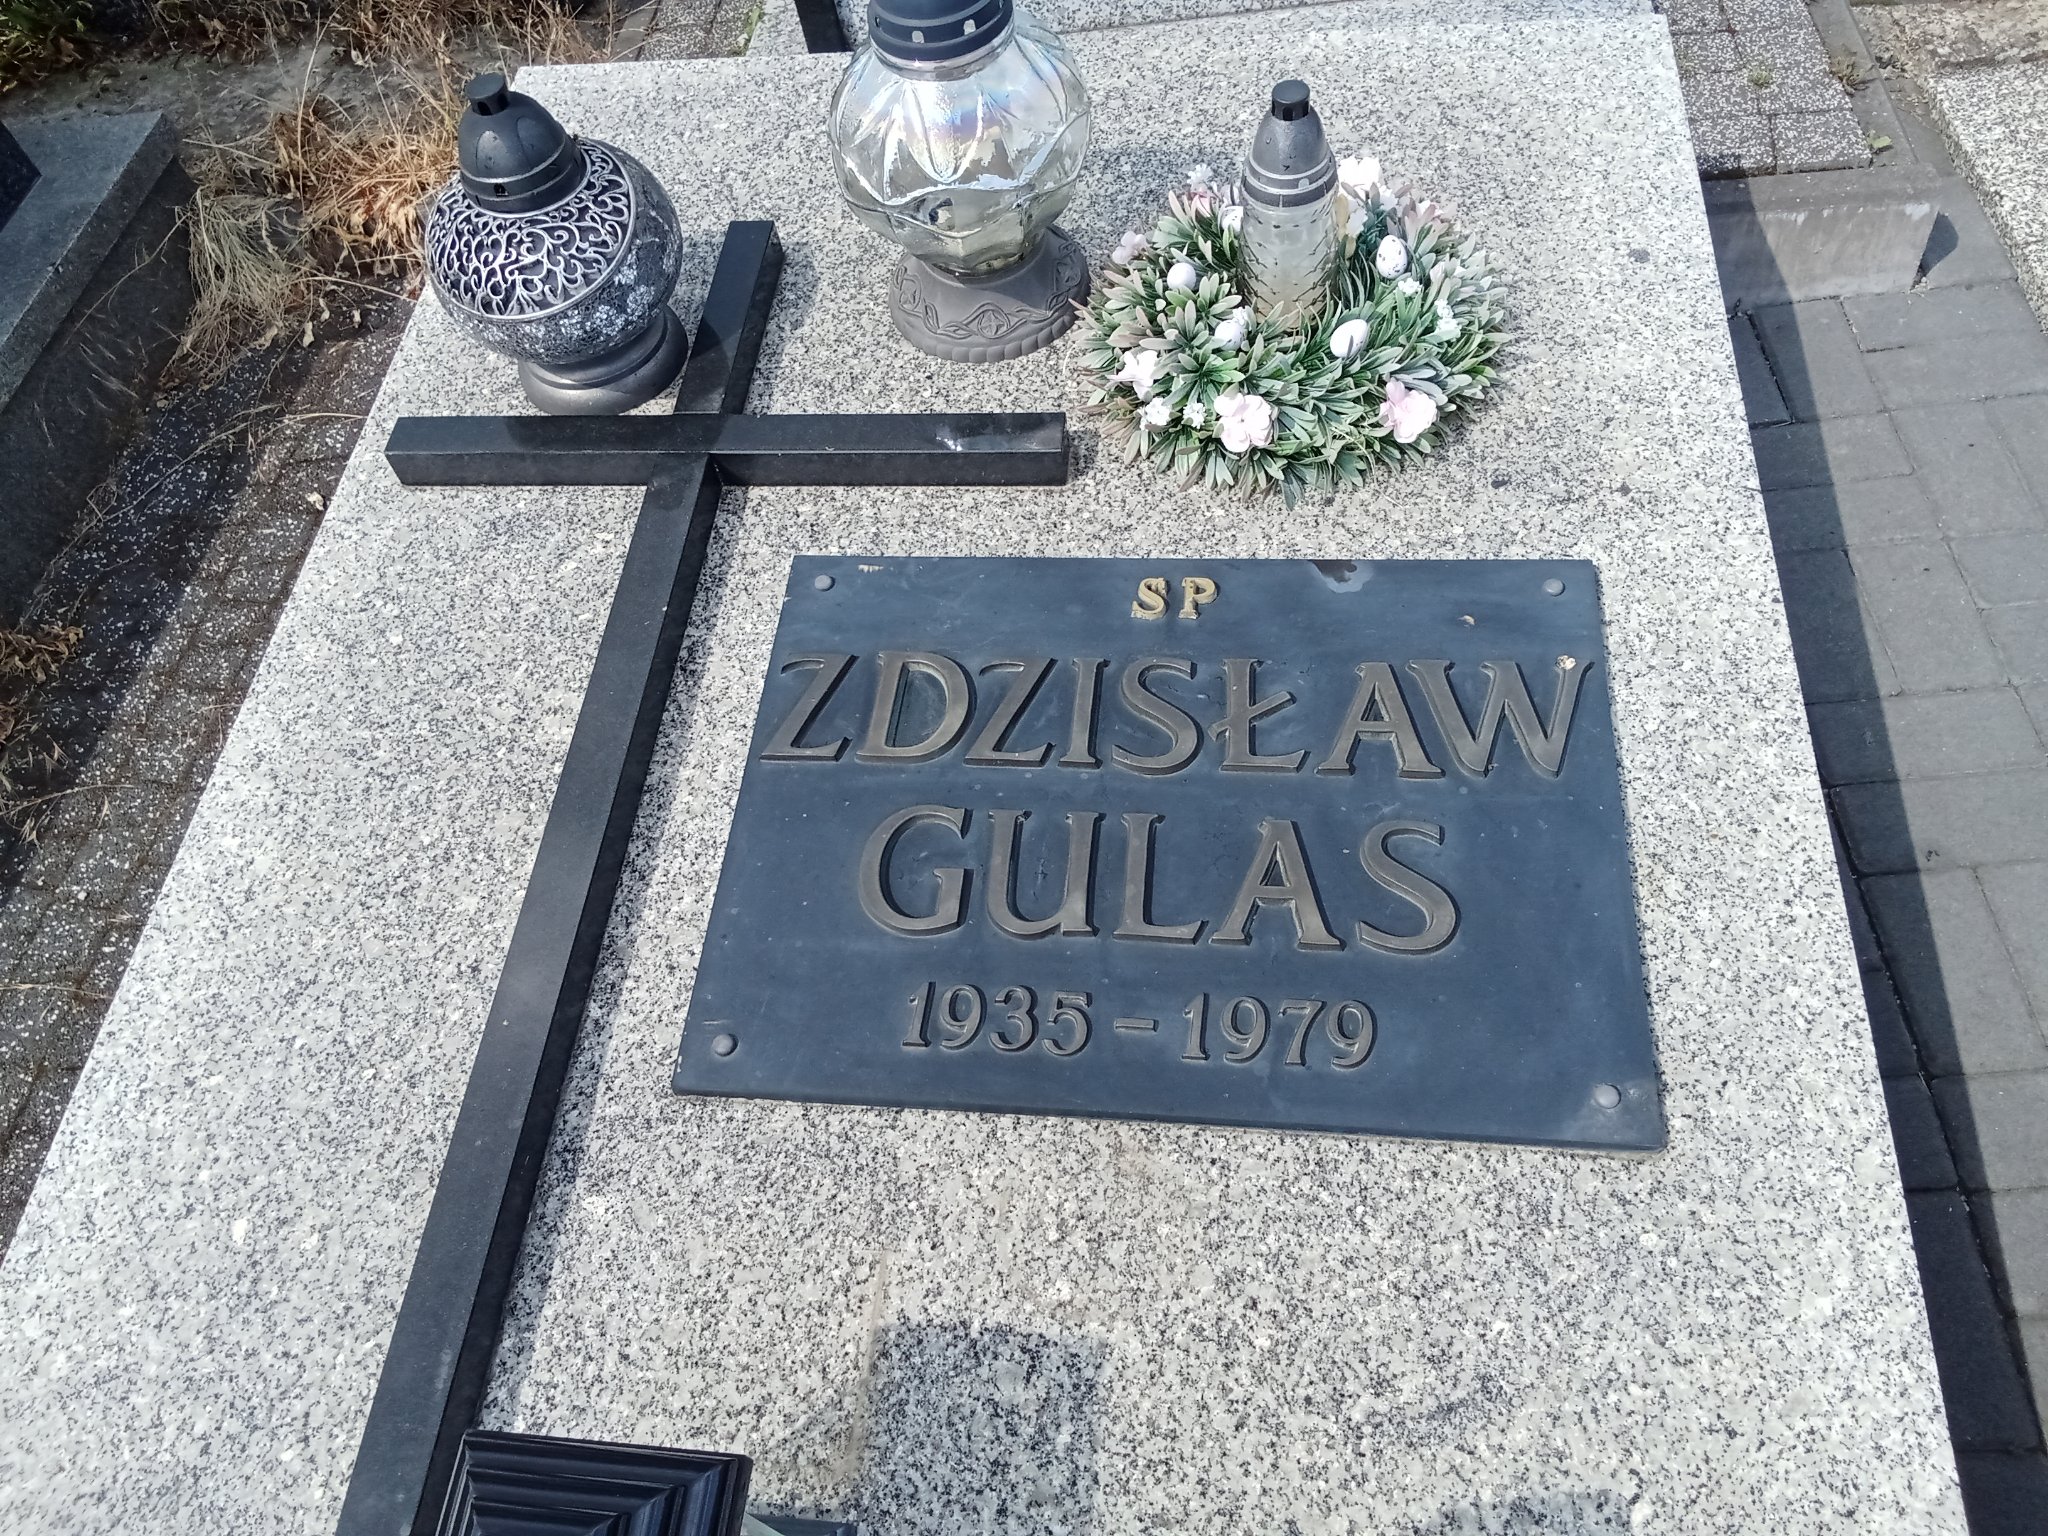 SP
ZDZISŁAW
GULAS
1935-1979